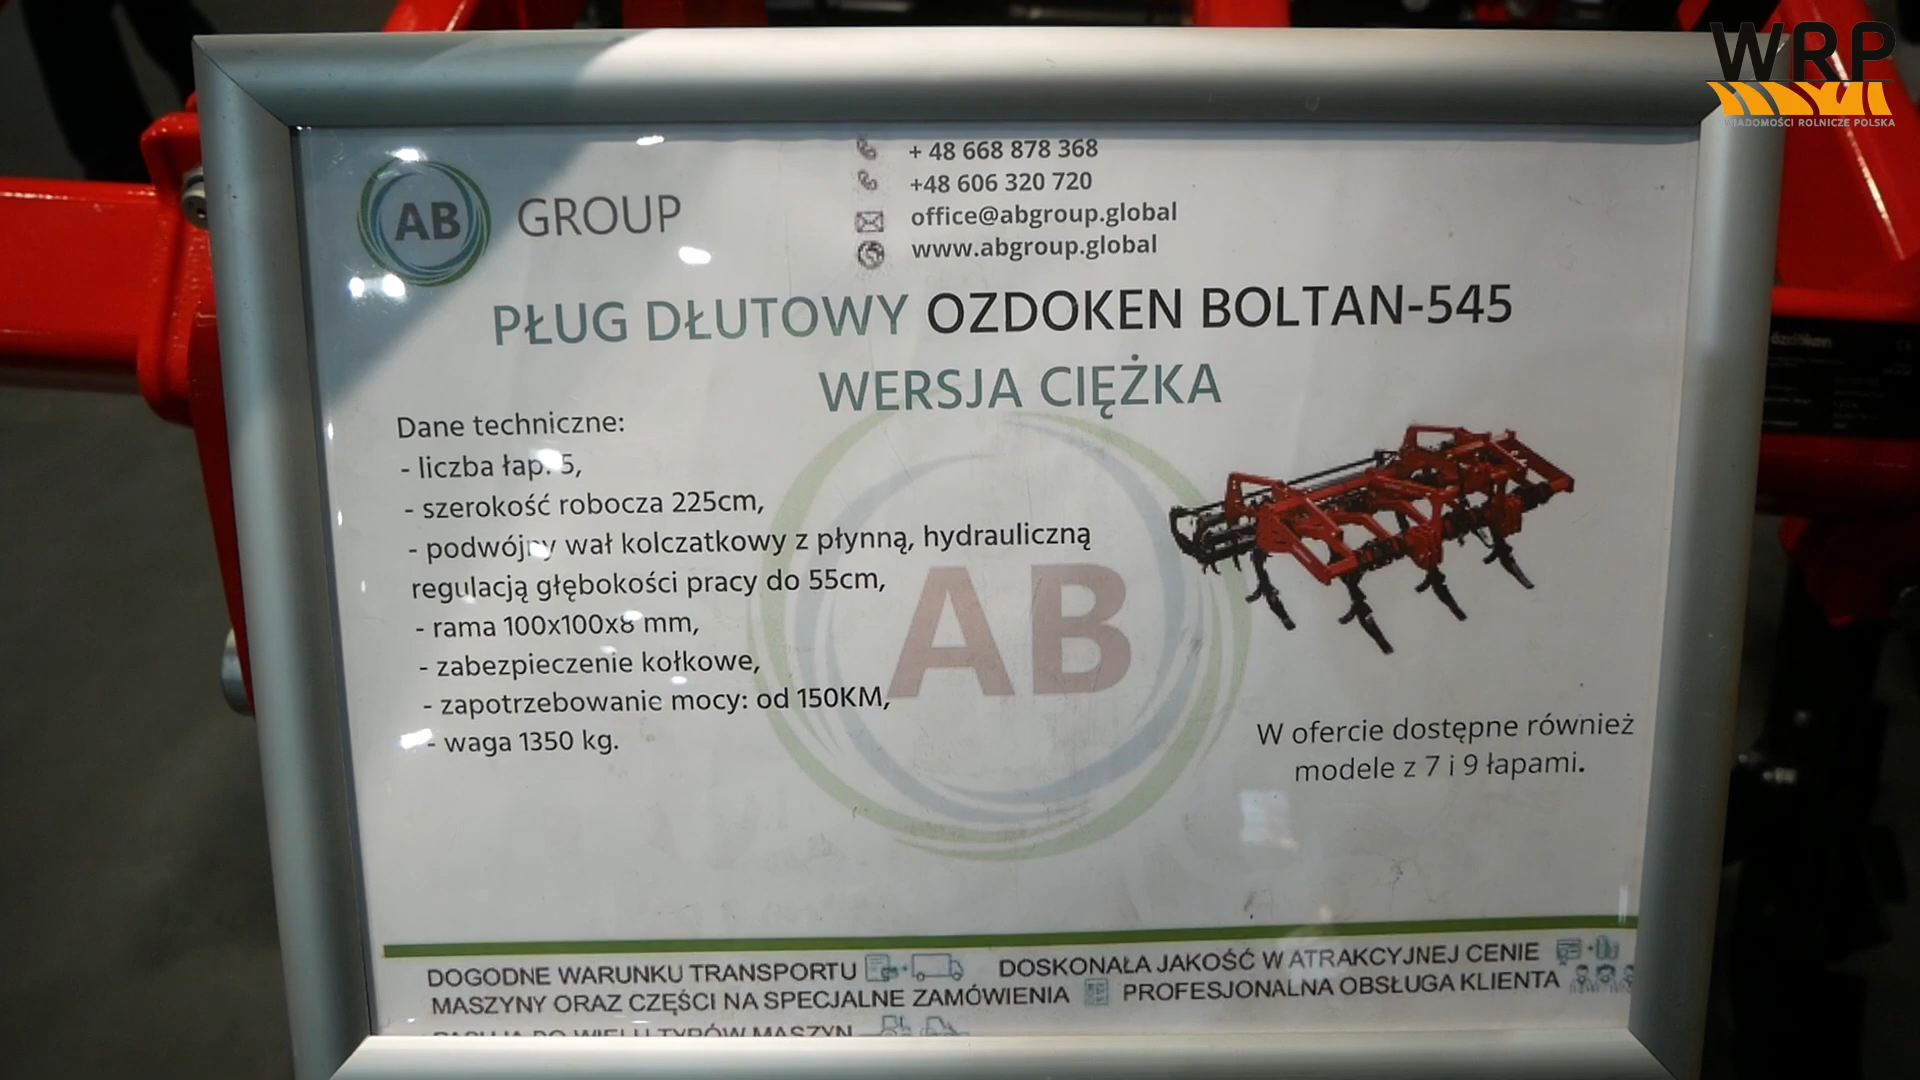 WRP
WIADOMOŚCI ROLNICZE POLSKA
+ 48 668 878 368
+48 606 320 720
office@abgroup.global
www.abgroup.global
AB GROUP
PŁUG DŁUTOWY OZDOKEN BOLTAN-545
WERSJA CIĘŻKA
Dane techniczne:
- liczba łap: 5,
- szerokość robocza 225cm,
- podwójny wał kolczatkowy z płynną, hydrauliczną
regulacją głębokości pracy do 55cm,
- rama 100x100x8 mm,
- zabezpieczenie kołkowe,
- zapotrzebowanie mocy: od 150KM,
- waga 1350 kg.
AB
W ofercie dostępne również
modele z 7 i 9 łapami.
DOGODNE WARUNKU TRANSPORTU DOSKONAŁA JAKOŚĆ W ATRAKCYJNEJ CENIE
MASZYNY ORAZ CZĘŚCI NA SPECJALNE ZAMÓWIENIA PROFESJONALNA OBSŁUGA KLIENTA
DO WIELU TYPÓW MASZYN